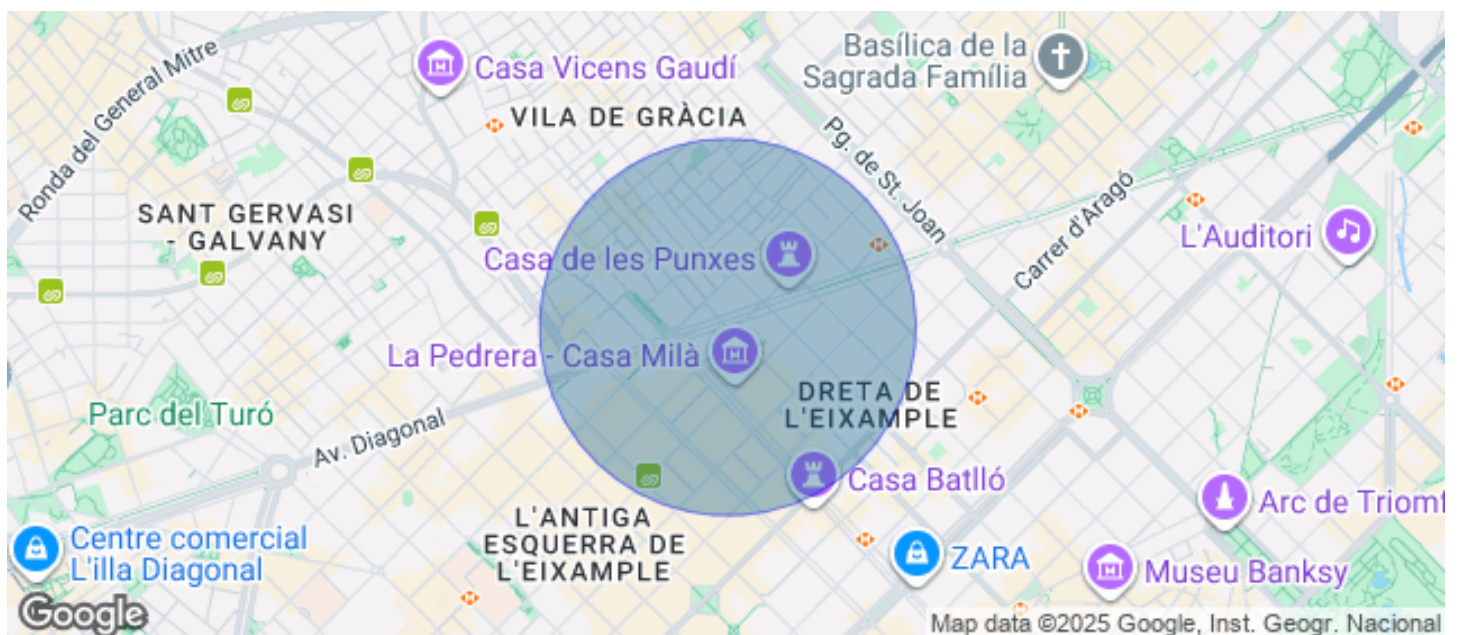 Ronda del General Mitre
Casa Vicens Gaudí
Basílica de la
Sagrada Família
VILA DE GRÀCIA
Pg. de St. Joan
SANT GERVASI
- GALVANY
Casa de les Punxes
Carrer d'Aragó
L'Auditori
La Pedrera - Casa Milà
DRETA DE
L'EIXAMPLE
Parc del Turó
Av. Diagonal
Casa Batlló
Arc de Triomf
L'ANTIGA
ESQUERRA DE
L'EIXAMPLE
Centre comercial
L'illa Diagonal
ZARA
Museu Banksy
Google
Map data ©2025 Google, Inst. Geogr. Nacional